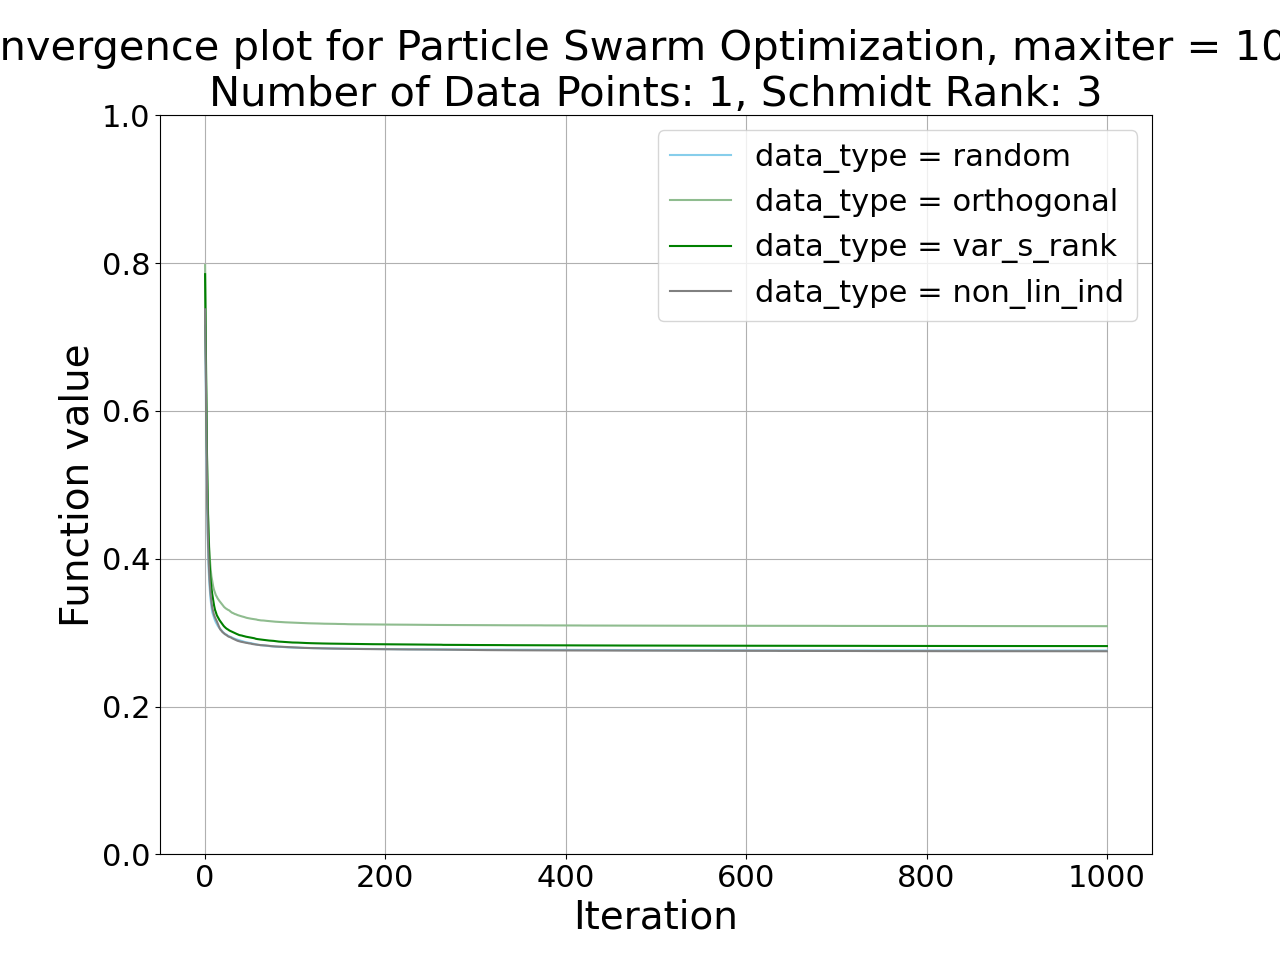 nvergence plot for Particle Swarm Optimization, maxiter = 10
Number of Data Points: 1, Schmidt Rank: 3
1.0
0.8
0.6
0.4
0.2
0.0
Function value
data_type = random
data_type = orthogonal
data_type = var_s_rank
data_type = non_lin_ind
0 200 400 600 800 1000
Iteration